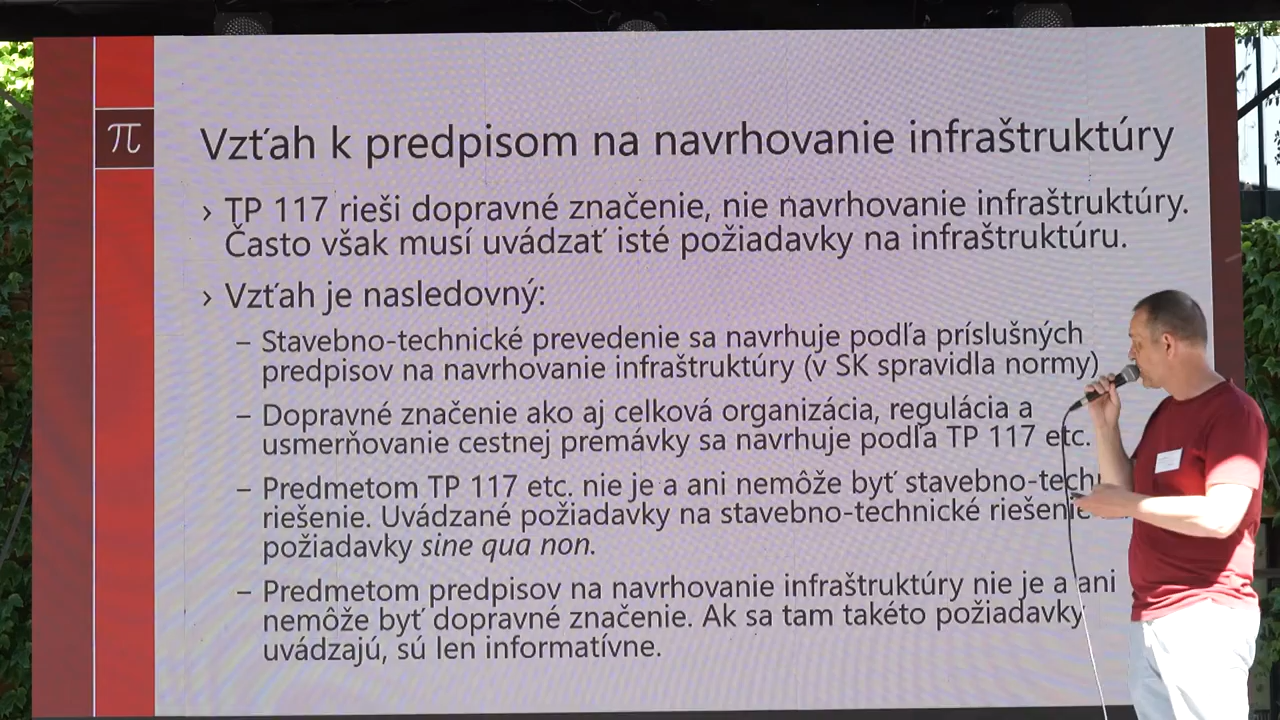 π
Vzťah k predpisom na navrhovanie infraštruktúry
› TP 117 rieši dopravné značenie, nie navrhovanie infraštruktúry.
Často však musí uvádzať isté požiadavky na infraštruktúru.
› Vzťah je nasledovný:
– Stavebno-technické prevedenie sa navrhuje podľa príslušných
predpisov na navrhovanie infraštruktúry (v SK spravidla normy)
– Dopravné značenie ako aj celková organizácia, regulácia a
usmerňovanie cestnej premávky sa navrhuje podľa TP 117 etc.
– Predmetom TP 117 etc. nie je a ani nemôže byť
riešenie. Uvádzané požiadavky na stavebno-technické riešenie
požiadavky sine qua non.
– Predmetom predpisov na navrhovanie infraštruktúry nie je a ani
nemôže byť dopravné značenie. Ak sa tam takéto požiadavky
uvádzajú, sú len informatívne.